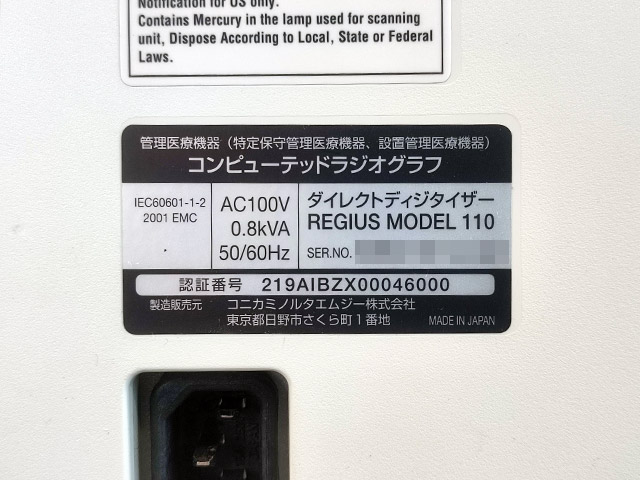 Notification for US only.
Contains Mercury in the lamp used for scanning
unit, Dispose According to Local, State or Federal
Laws.
管理医療機器（特定保守管理医療機器、設置管理医療機器）
コンピューテッドラジオグラフ
IEC60601-1-2
2001 EMC
AC100V
0.8kVA
50/60Hz
ダイレクトディジタイザー
REGIUS MODEL 110
SER.NO.
認証番号 219AIBZX00046000
製造販売元 コニカミノルタエムジー株式会社
東京都日野市さくら町1番地 MADE IN JAPAN